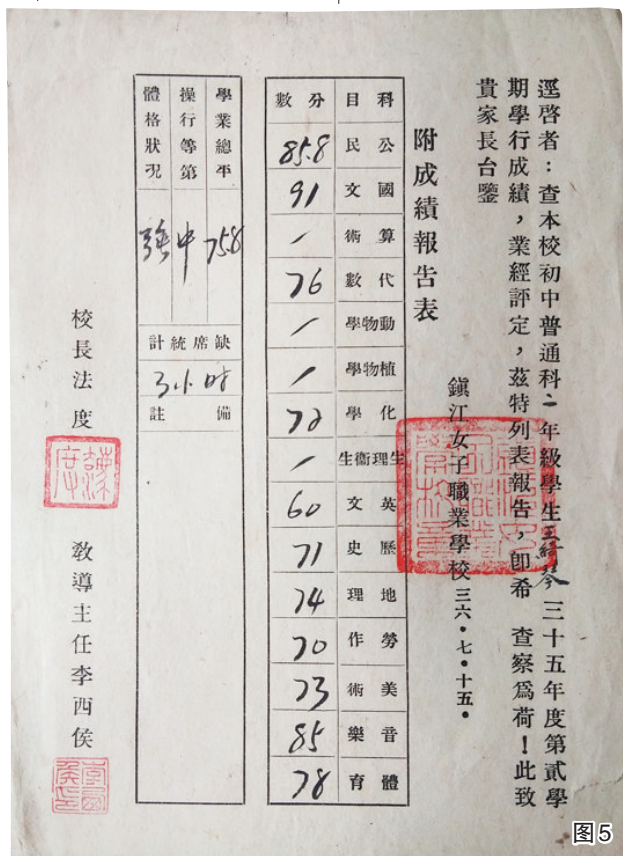 逕啓者：查本校初中普通科二年級學生王綺琴三十五年度第貳學
期學行成績，業經評定，茲特列表報告，卽希　查察爲荷！此致
貴家長台鑒
鎭江女子職業學校三六·七·十五·
附成績報告表
科目 分數
公民 85.8
國文 91
算術 /
代數 76
動物學 /
植物學 /
化學 72
生理衞生 /
英文 60
歷史 71
地理 74
勞作 70
美術 73
音樂 85
體育 78
學業總平 75.8
操行等第 中
體格狀況 強
缺席統計
3小时
備註
校長法度
教導主任李西侯
图5